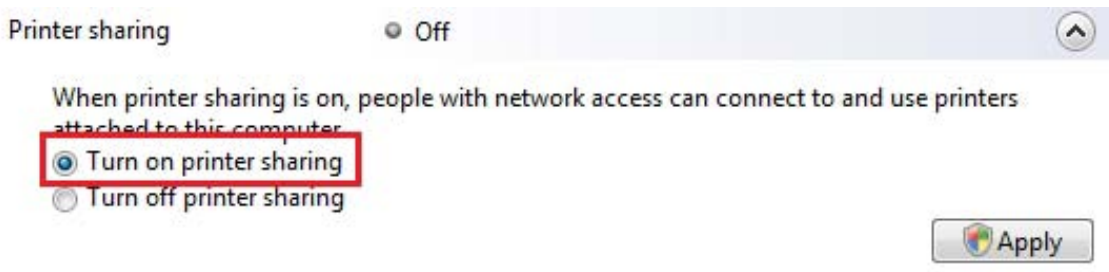 Printer sharing Off
When printer sharing is on, people with network access can connect to and use printers
attached to this computer.
Turn on printer sharing
Turn off printer sharing
Apply